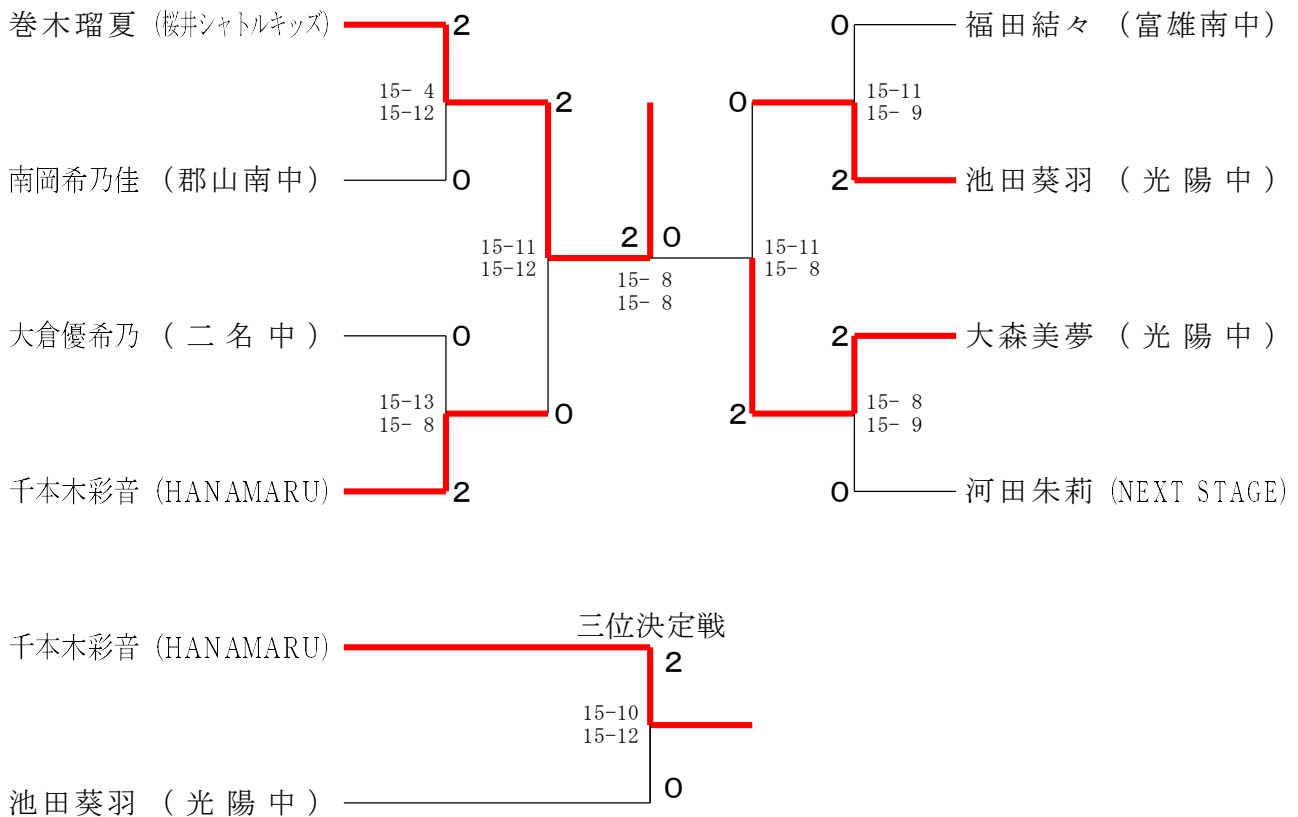 巻木瑠夏 (桜井シャトルキッズ) 2 0 福田結々 (富雄南中)
15- 4 2 0 15-11
15-12 15- 9
南岡希乃佳 (郡山南中) 0 2 池田葵羽 (光陽中)
15-11 2 0 15-11
15-12 15- 8
15- 8
15- 8
大倉優希乃 (二名中) 0 2 大森美夢 (光陽中)
15-13 15- 8
15- 8 0 2 15- 9
千本木彩音 (HANAMARU) 2 0 河田朱莉 (NEXT STAGE)
三位決定戦
千本木彩音 (HANAMARU) 2
15-10
15-12
池田葵羽 (光陽中) 0